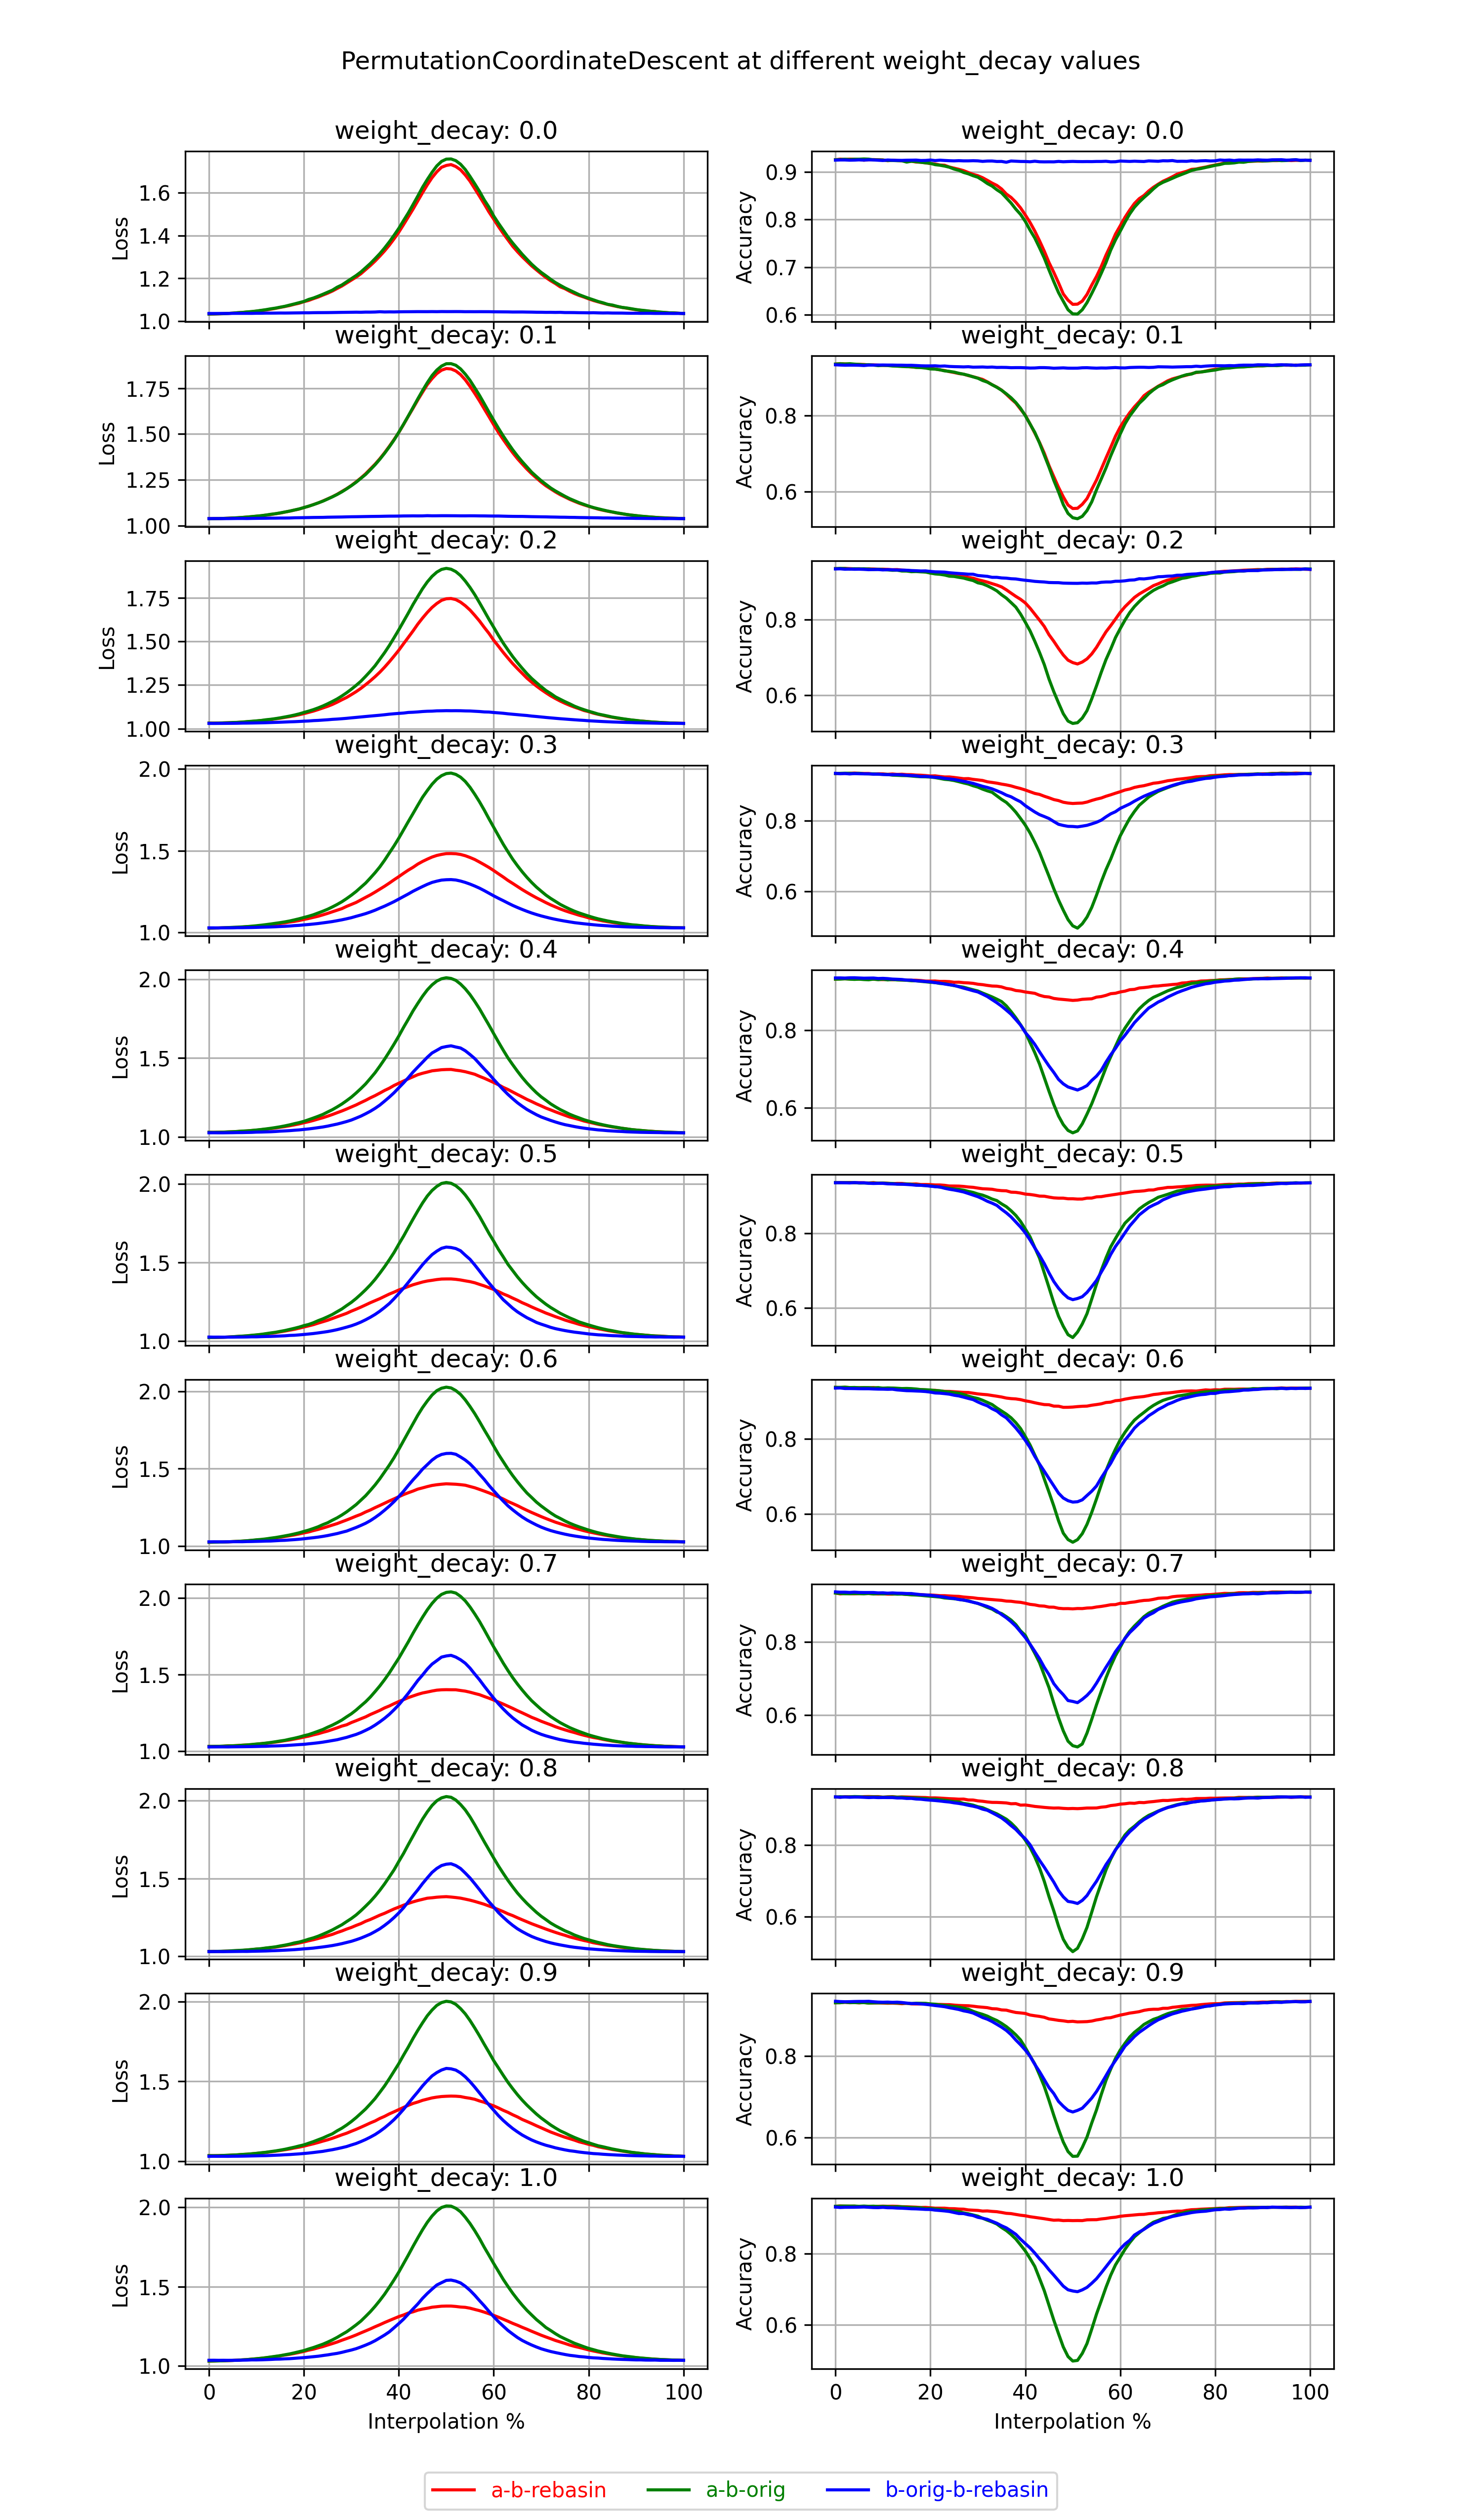 PermutationCoordinateDescent at different weight_decay values
weight_decay: 0.0 weight_decay: 0.0
Loss
1.6
1.4
1.2
1.0
Accuracy
0.9
0.8
0.7
0.6
weight_decay: 0.1 weight_decay: 0.1
Loss
1.75
1.50
1.25
1.00
Accuracy
0.8
0.6
weight_decay: 0.2 weight_decay: 0.2
Loss
1.75
1.50
1.25
1.00
Accuracy
0.8
0.6
weight_decay: 0.3 weight_decay: 0.3
Loss
2.0
1.5
1.0
Accuracy
0.8
0.6
weight_decay: 0.4 weight_decay: 0.4
Loss
2.0
1.5
1.0
Accuracy
0.8
0.6
weight_decay: 0.5 weight_decay: 0.5
Loss
2.0
1.5
1.0
Accuracy
0.8
0.6
weight_decay: 0.6 weight_decay: 0.6
Loss
2.0
1.5
1.0
Accuracy
0.8
0.6
weight_decay: 0.7 weight_decay: 0.7
Loss
2.0
1.5
1.0
Accuracy
0.8
0.6
weight_decay: 0.8 weight_decay: 0.8
Loss
2.0
1.5
1.0
Accuracy
0.8
0.6
weight_decay: 0.9 weight_decay: 0.9
Loss
2.0
1.5
1.0
Accuracy
0.8
0.6
weight_decay: 1.0 weight_decay: 1.0
Loss
2.0
1.5
1.0
Accuracy
0.8
0.6
0 20 40 60 80 100 0 20 40 60 80 100
Interpolation % Interpolation %
a-b-rebasin a-b-orig b-orig-b-rebasin